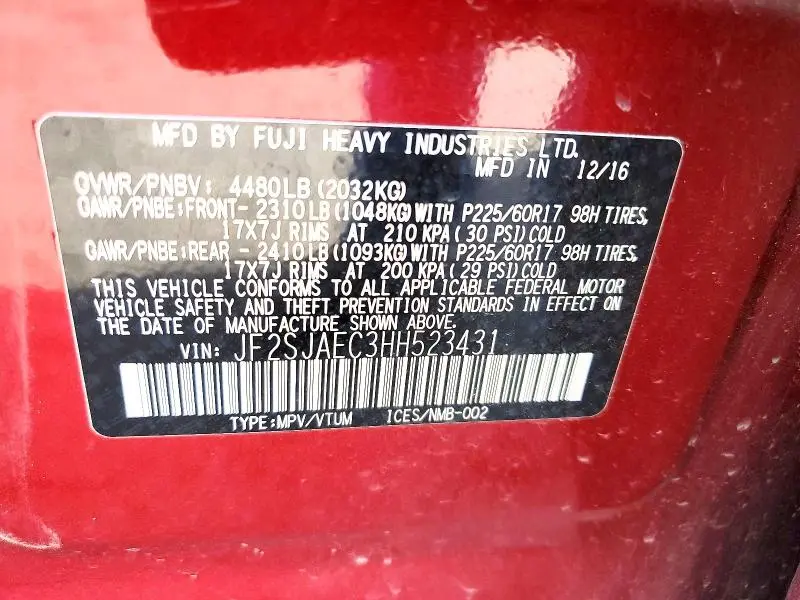 MFD BY FUJI HEAVY INDUSTRIES LTD.
MFD IN 12/16
GVWR/PNBV: 4480LB (2032KG)
GAWR/PNBE:FRONT- 2310LB (1048KG) WITH P225/60R17 98H TIRES,
17X7J RIMS AT 210 KPA (30 PSI) COLD
GAWR/PNBE:REAR - 2410LB (1093KG) WITH P225/60R17 98H TIRES,
17X7J RIMS AT 200 KPA (29 PSI) COLD
THIS VEHICLE CONFORMS TO ALL APPLICABLE FEDERAL MOTOR
VEHICLE SAFETY AND THEFT PREVENTION STANDARDS IN EFFECT ON
THE DATE OF MANUFACTURE SHOWN ABOVE.
VIN: JF2SJAEC3HH523431
TYPE:MPV/VTUM ICES/NMB-002